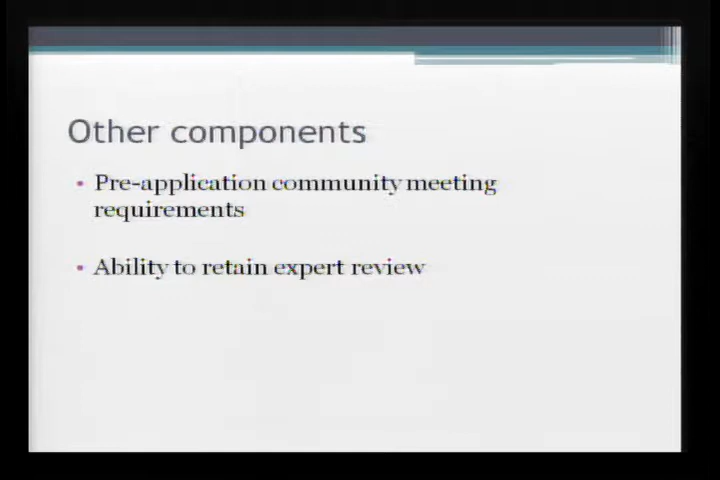 Other components
• Pre-application community meeting
requirements
• Ability to retain expert review